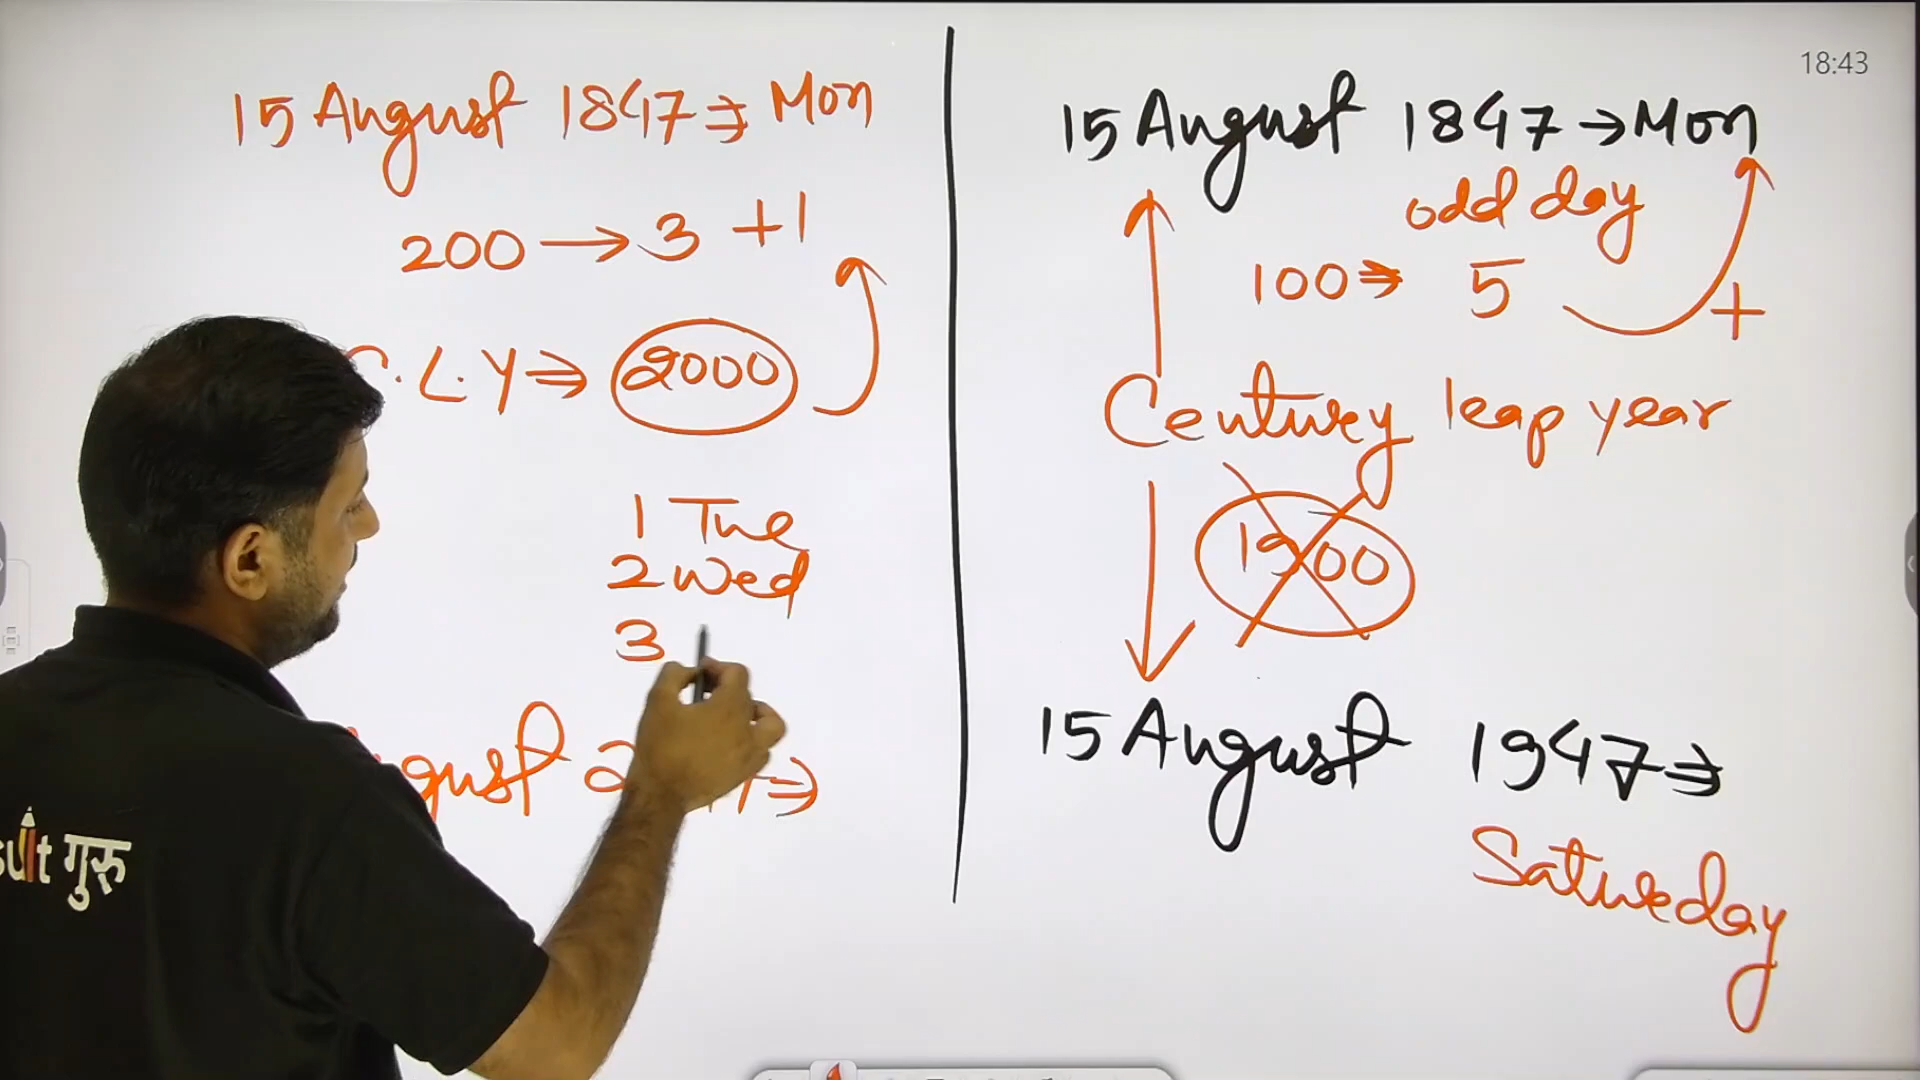 18:43
15 August 1847 ⇒ Mon
200 → 3 +1
.L.Y ⇒ 2000
1 Tue
2 Wed
3
15 August 1847 → Mon
odd day
100 ⇒ 5
+
Century leap year
1900
15 August 1947 ⇒
Saturday
गुरु